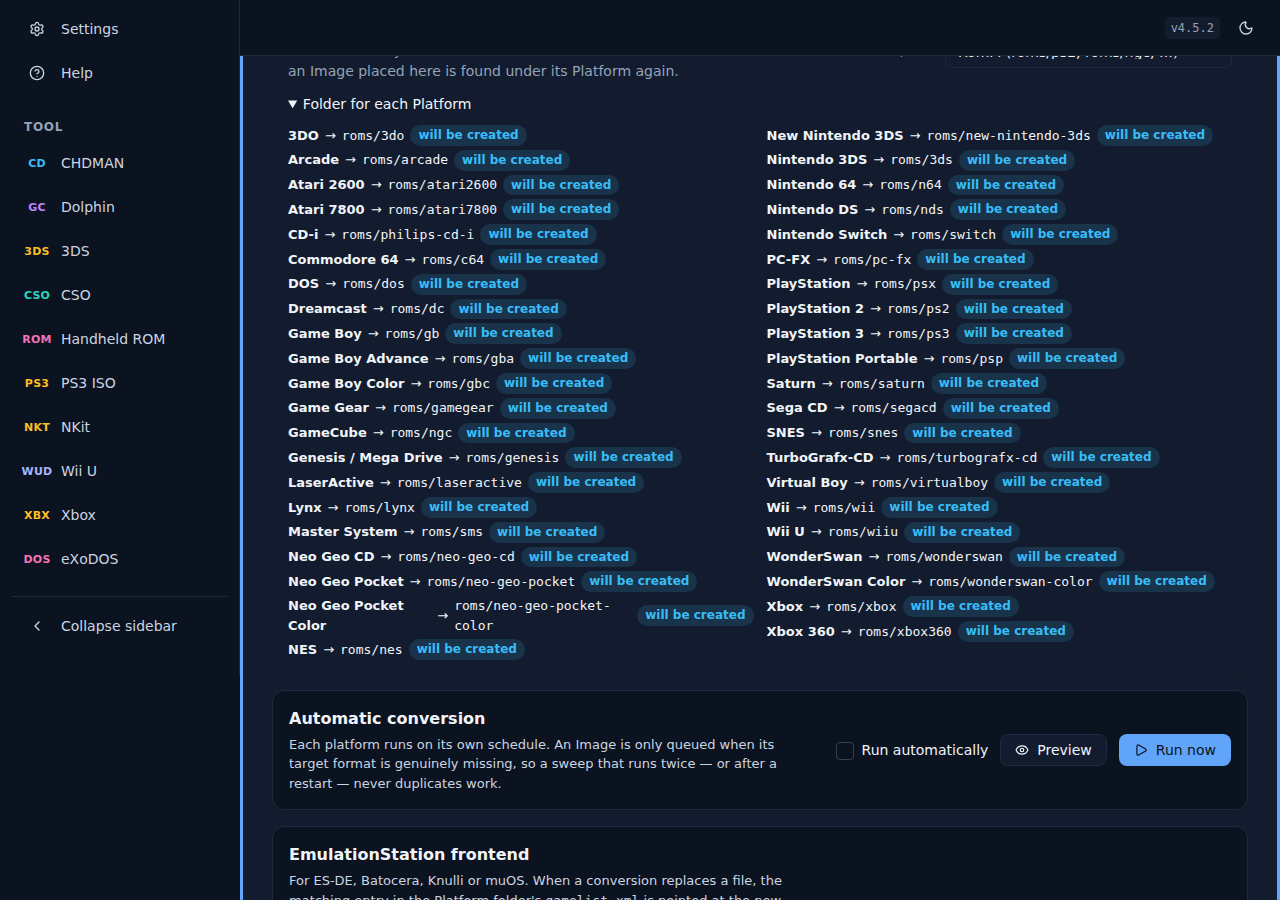 Settings
Help
TOOL
CD CHDMAN
GC Dolphin
3DS 3DS
CSO CSO
ROM Handheld ROM
PS3 PS3 ISO
NKT NKit
WUD Wii U
XBX Xbox
DOS eXoDOS
Collapse sidebar
v4.5.2
an Image placed here is found under its Platform again.
▼ Folder for each Platform
3DO → roms/3do will be created
Arcade → roms/arcade will be created
Atari 2600 → roms/atari2600 will be created
Atari 7800 → roms/atari7800 will be created
CD-i → roms/philips-cd-i will be created
Commodore 64 → roms/c64 will be created
DOS → roms/dos will be created
Dreamcast → roms/dc will be created
Game Boy → roms/gb will be created
Game Boy Advance → roms/gba will be created
Game Boy Color → roms/gbc will be created
Game Gear → roms/gamegear will be created
GameCube → roms/ngc will be created
Genesis / Mega Drive → roms/genesis will be created
LaserActive → roms/laseractive will be created
Lynx → roms/lynx will be created
Master System → roms/sms will be created
Neo Geo CD → roms/neo-geo-cd will be created
Neo Geo Pocket → roms/neo-geo-pocket will be created
Neo Geo Pocket
Color → roms/neo-geo-pocket-
color will be created
NES → roms/nes will be created
New Nintendo 3DS → roms/new-nintendo-3ds will be created
Nintendo 3DS → roms/3ds will be created
Nintendo 64 → roms/n64 will be created
Nintendo DS → roms/nds will be created
Nintendo Switch → roms/switch will be created
PC-FX → roms/pc-fx will be created
PlayStation → roms/psx will be created
PlayStation 2 → roms/ps2 will be created
PlayStation 3 → roms/ps3 will be created
PlayStation Portable → roms/psp will be created
Saturn → roms/saturn will be created
Sega CD → roms/segacd will be created
SNES → roms/snes will be created
TurboGrafx-CD → roms/turbografx-cd will be created
Virtual Boy → roms/virtualboy will be created
Wii → roms/wii will be created
Wii U → roms/wiiu will be created
WonderSwan → roms/wonderswan will be created
WonderSwan Color → roms/wonderswan-color will be created
Xbox → roms/xbox will be created
Xbox 360 → roms/xbox360 will be created
Automatic conversion
Each platform runs on its own schedule. An Image is only queued when its
target format is genuinely missing, so a sweep that runs twice — or after a
restart — never duplicates work.
Run automatically
Preview
Run now
EmulationStation frontend
For ES-DE, Batocera, Knulli or muOS. When a conversion replaces a file, the
matching entry in the Platform folder's gamelist.xml is pointed at the new